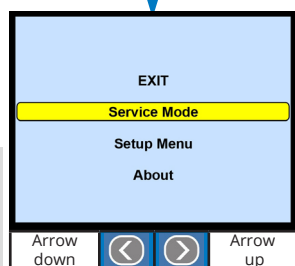 EXIT
Service Mode
Setup Menu
About
Arrow down
Arrow up